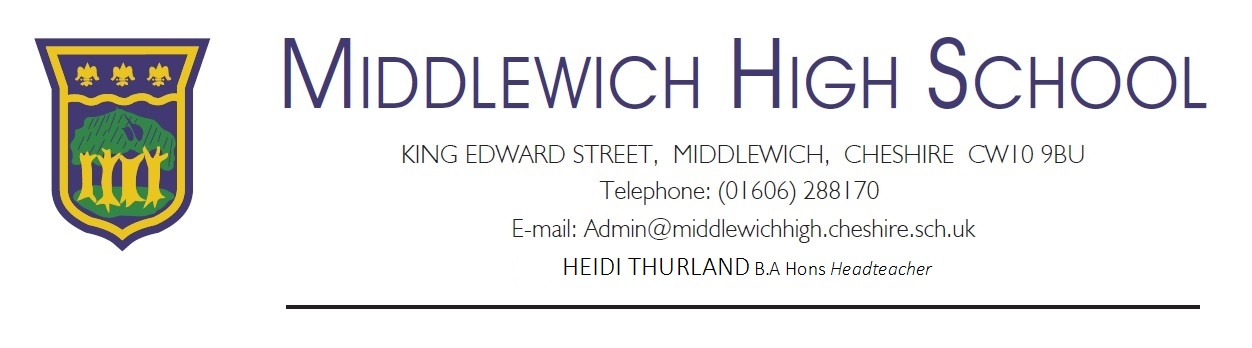 MIDDLEWICH HIGH SCHOOL
KING EDWARD STREET, MIDDLEWICH, CHESHIRE CW10 9BU
Telephone: (01606) 288170
E-mail: Admin@middlewichhigh.cheshire.sch.uk
HEIDI THURLAND B.A Hons Headteacher